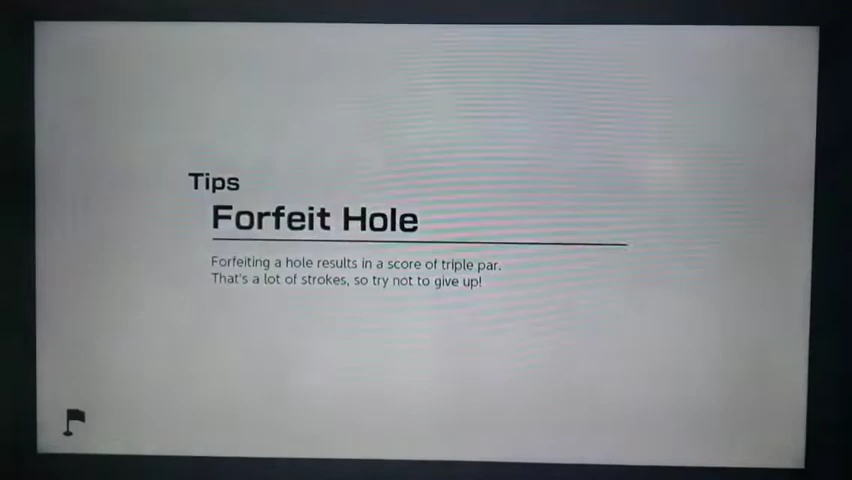 Tips
Forfeit Hole
Forfeiting a hole results in a score of triple par.
That's a lot of strokes, so try not to give up!